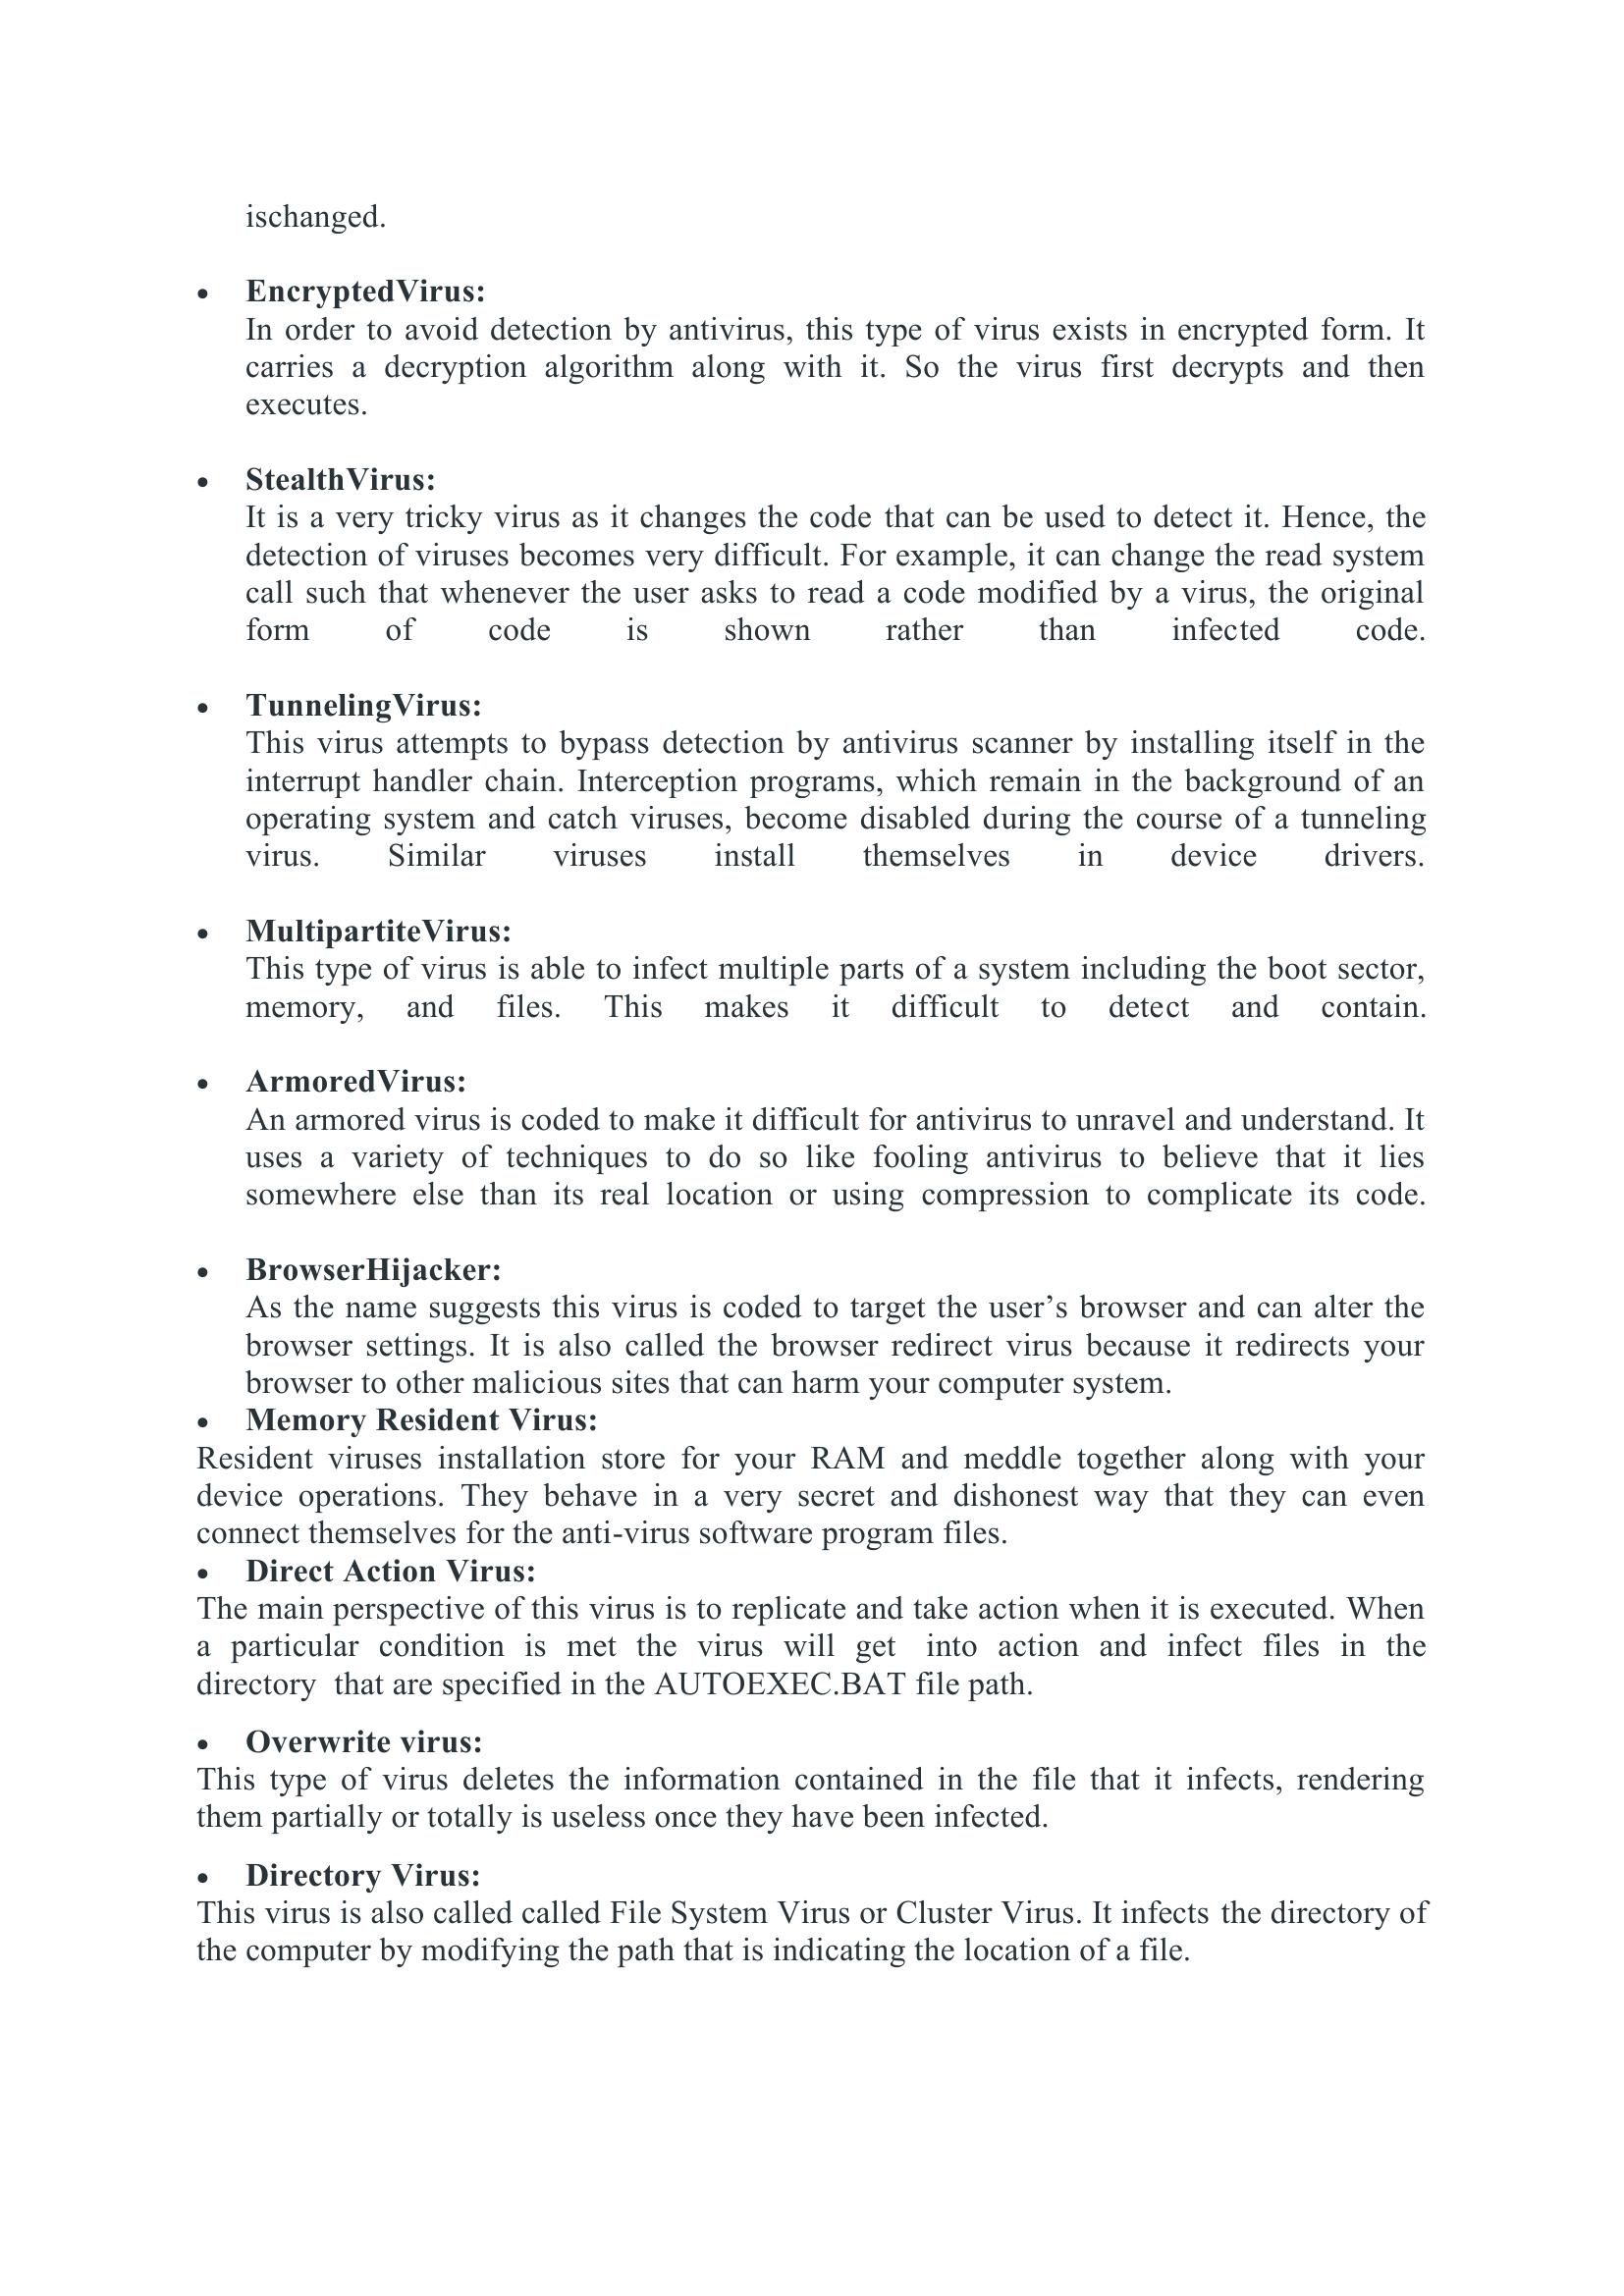 ischanged.
• EncryptedVirus:
In order to avoid detection by antivirus, this type of virus exists in encrypted form. It
carries a decryption algorithm along with it. So the virus first decrypts and then
executes.
• StealthVirus:
It is a very tricky virus as it changes the code that can be used to detect it. Hence, the
detection of viruses becomes very difficult. For example, it can change the read system
call such that whenever the user asks to read a code modified by a virus, the original
form of code is shown rather than infected code.
• TunnelingVirus:
This virus attempts to bypass detection by antivirus scanner by installing itself in the
interrupt handler chain. Interception programs, which remain in the background of an
operating system and catch viruses, become disabled during the course of a tunneling
virus. Similar viruses install themselves in device drivers.
• MultipartiteVirus:
This type of virus is able to infect multiple parts of a system including the boot sector,
memory, and files. This makes it difficult to detect and contain.
• ArmoredVirus:
An armored virus is coded to make it difficult for antivirus to unravel and understand. It
uses a variety of techniques to do so like fooling antivirus to believe that it lies
somewhere else than its real location or using compression to complicate its code.
• BrowserHijacker:
As the name suggests this virus is coded to target the user’s browser and can alter the
browser settings. It is also called the browser redirect virus because it redirects your
browser to other malicious sites that can harm your computer system.
• Memory Resident Virus:
Resident viruses installation store for your RAM and meddle together along with your
device operations. They behave in a very secret and dishonest way that they can even
connect themselves for the anti-virus software program files.
• Direct Action Virus:
The main perspective of this virus is to replicate and take action when it is executed. When
a particular condition is met the virus will get into action and infect files in the
directory that are specified in the AUTOEXEC.BAT file path.
• Overwrite virus:
This type of virus deletes the information contained in the file that it infects, rendering
them partially or totally is useless once they have been infected.
• Directory Virus:
This virus is also called called File System Virus or Cluster Virus. It infects the directory of
the computer by modifying the path that is indicating the location of a file.